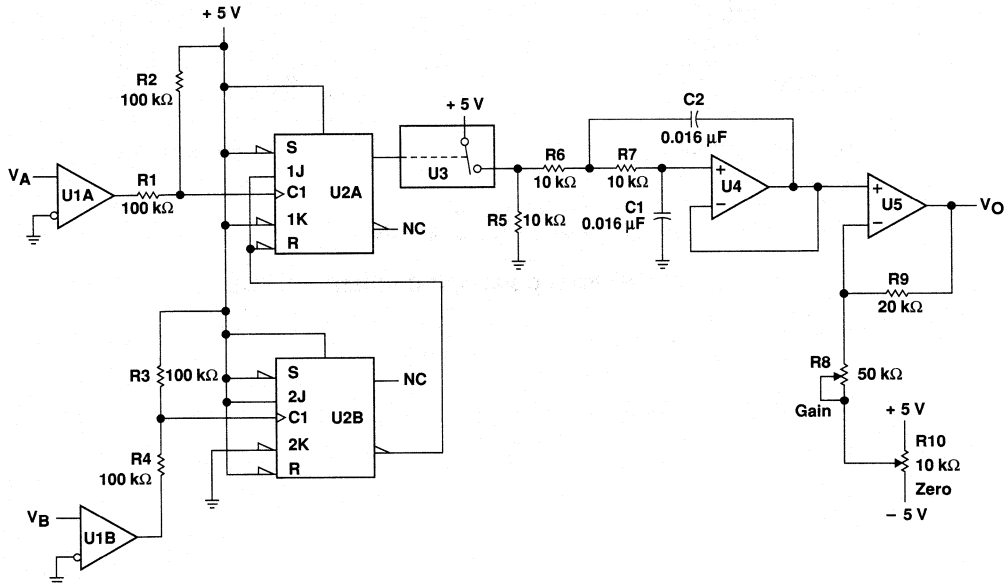 + 5 V
R2
100 kΩ
VA
U1A
R1
100 kΩ
S
1J
C1
1K
R
U2A
NC
+ 5 V
U3
R5
10 kΩ
R6
10 kΩ
R7
10 kΩ
C2
0.016 µF
C1
0.016 µF
+
−
U4
+
−
U5
VO
R9
20 kΩ
R8
50 kΩ
Gain
+ 5 V
R10
10 kΩ
Zero
− 5 V
R3
100 kΩ
R4
100 kΩ
S
2J
C1
2K
R
U2B
NC
VB
U1B